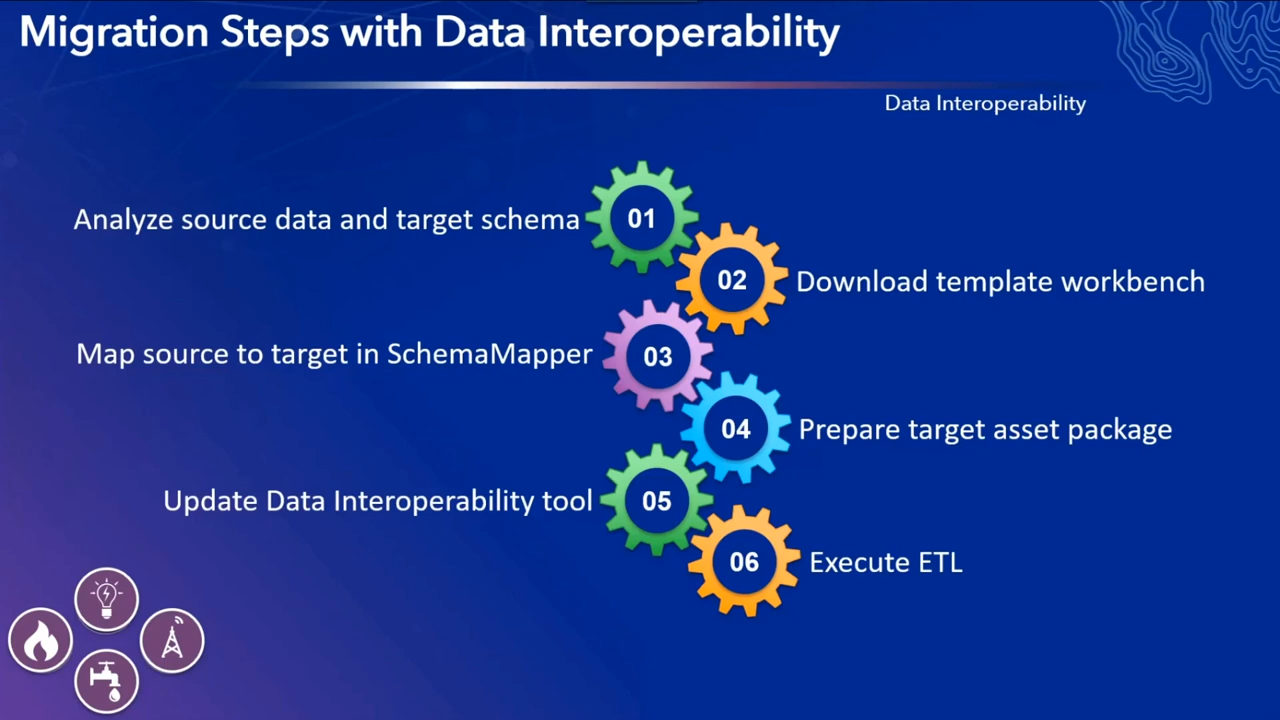 Migration Steps with Data Interoperability
Data Interoperability
Analyze source data and target schema
01
02
Download template workbench
Map source to target in SchemaMapper
03
04
Prepare target asset package
Update Data Interoperability tool
05
06
Execute ETL